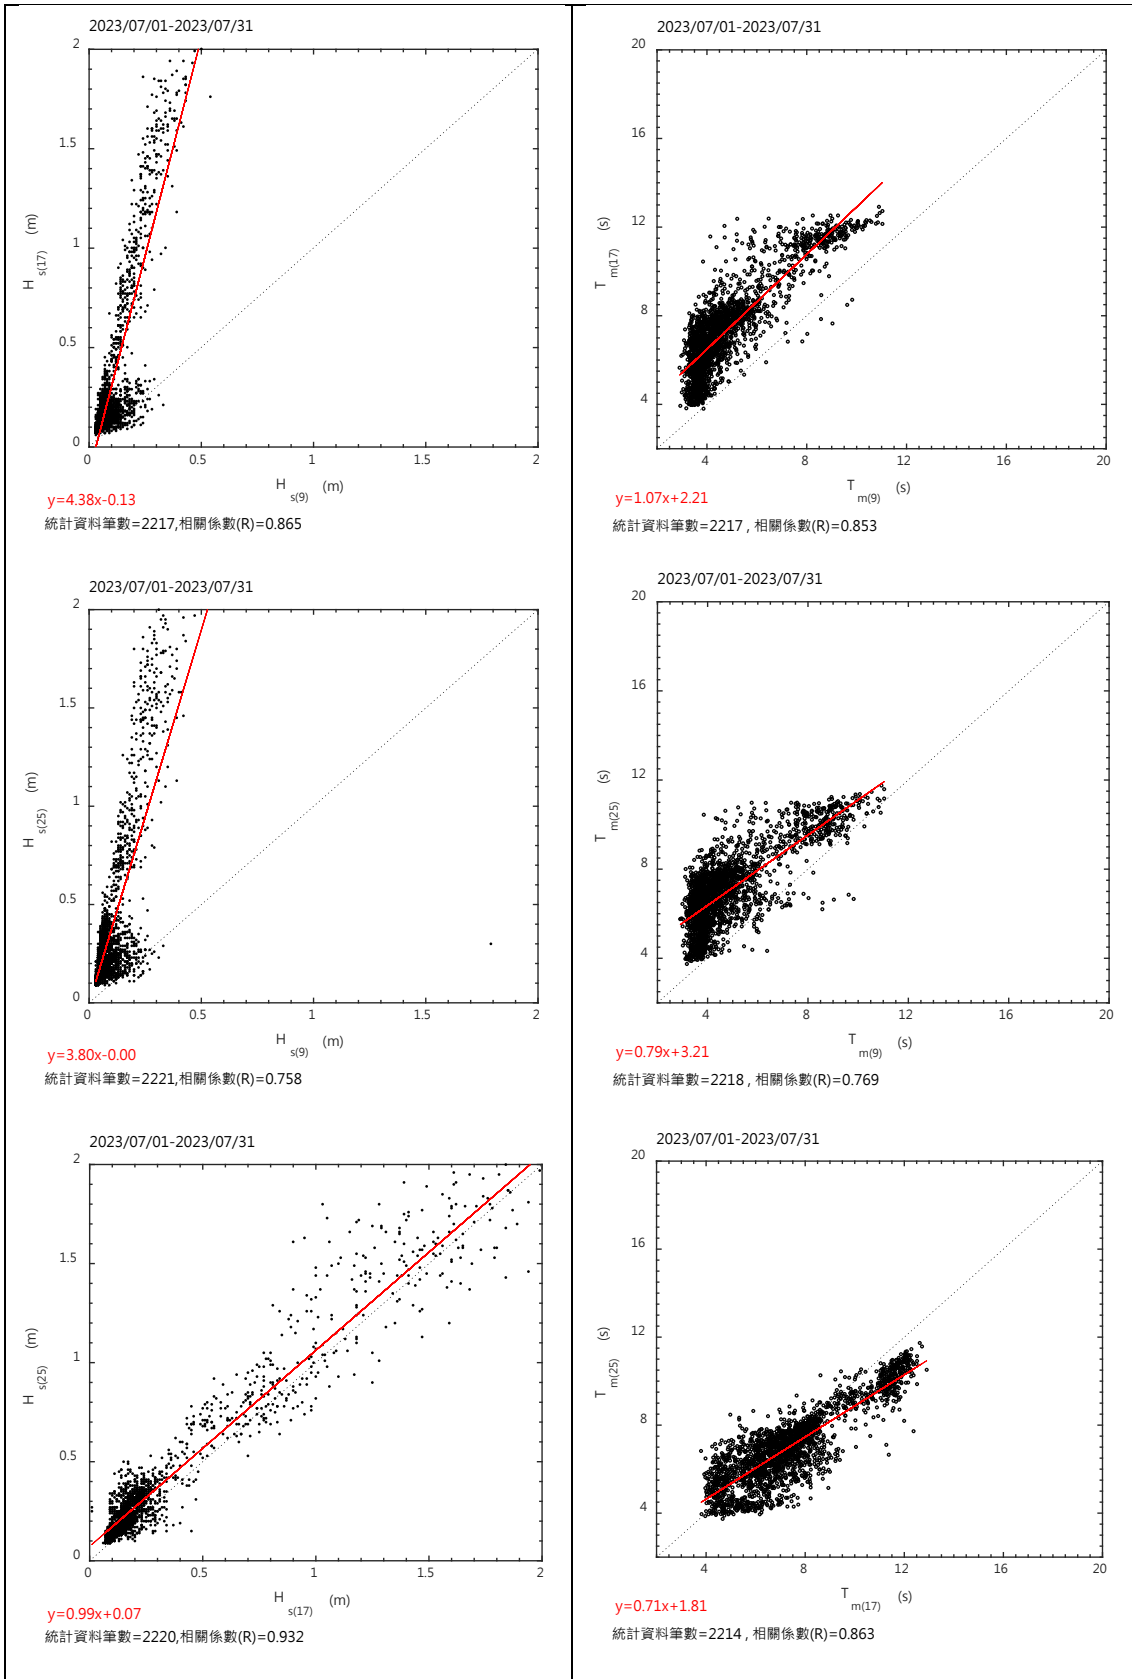 2023/07/01-2023/07/31
2
1.5
1
0.5
0
0 0.5 1 1.5 2
H s(17) (m)
H s(9) (m)
y=4.38x-0.13
統計資料筆數=2217,相關係數(R)=0.865
2023/07/01-2023/07/31
20
16
12
8
4
4 8 12 16 20
T m(17) (s)
T m(9) (s)
y=1.07x+2.21
統計資料筆數=2217 , 相關係數(R)=0.853
2023/07/01-2023/07/31
2
1.5
1
0.5
0
0 0.5 1 1.5 2
H s(25) (m)
H s(9) (m)
y=3.80x-0.00
統計資料筆數=2221,相關係數(R)=0.758
2023/07/01-2023/07/31
20
16
12
8
4
4 8 12 16 20
T m(25) (s)
T m(9) (s)
y=0.79x+3.21
統計資料筆數=2218 , 相關係數(R)=0.769
2023/07/01-2023/07/31
2
1.5
1
0.5
0
0 0.5 1 1.5 2
H s(25) (m)
H s(17) (m)
y=0.99x+0.07
統計資料筆數=2220,相關係數(R)=0.932
2023/07/01-2023/07/31
20
16
12
8
4
4 8 12 16 20
T m(25) (s)
T m(17) (s)
y=0.71x+1.81
統計資料筆數=2214 , 相關係數(R)=0.863